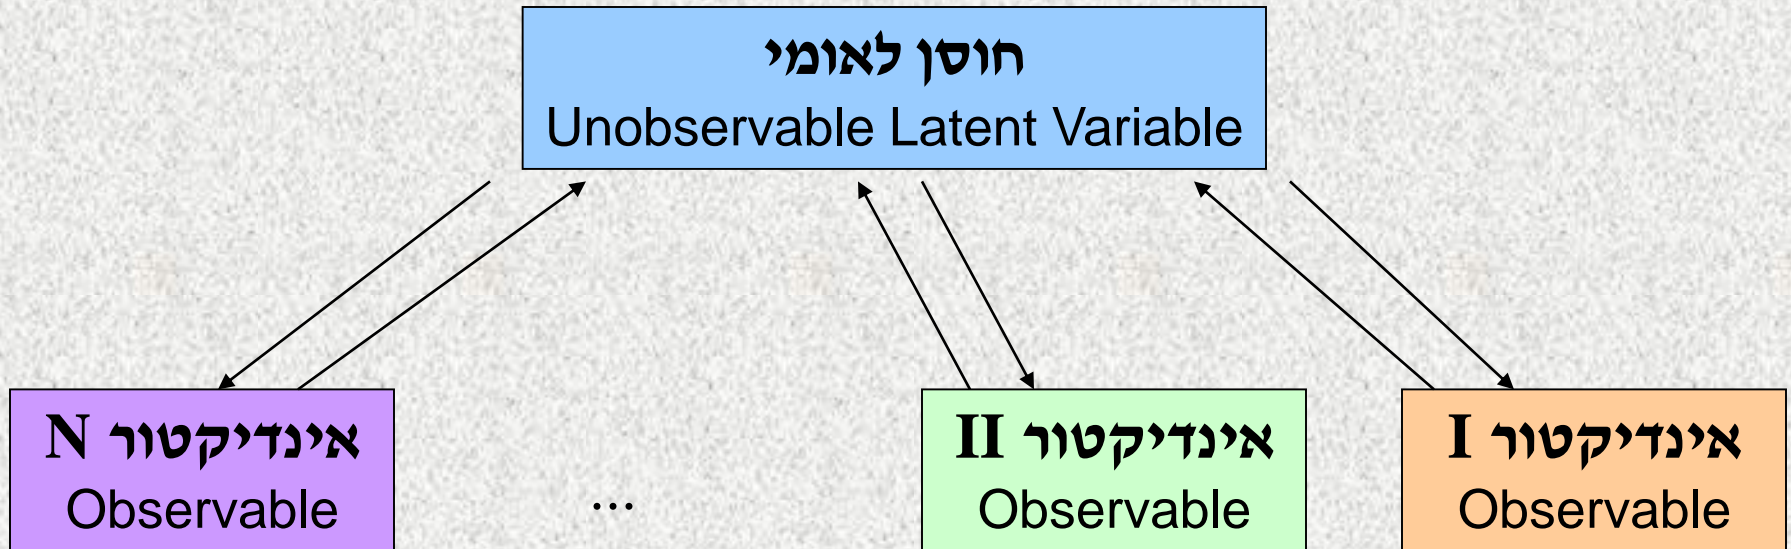 חוסן לאומי
Unobservable Latent Variable
אינדיקטור I
Observable
אינדיקטור II
Observable
...
אינדיקטור N
Observable